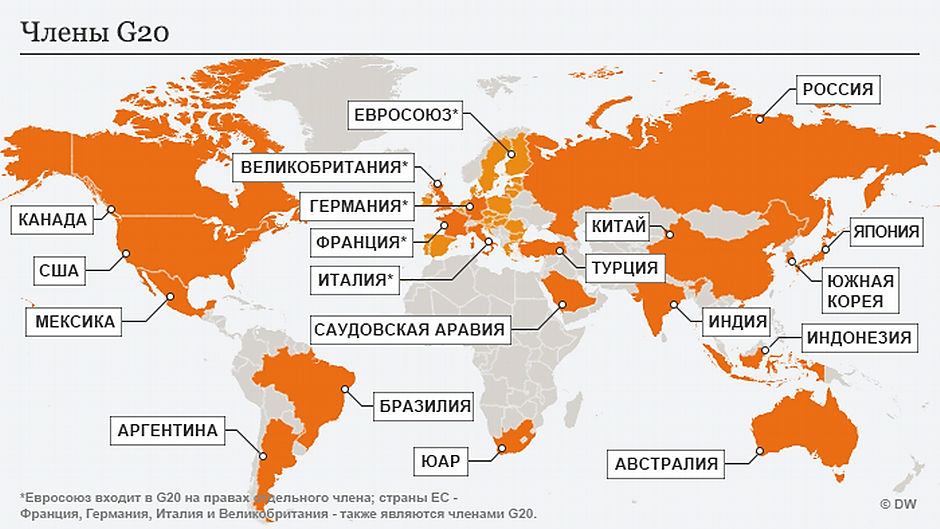 Члены G20
РОССИЯ
ЕВРОСОЮЗ*
ВЕЛИКОБРИТАНИЯ*
ГЕРМАНИЯ*
КАНАДА
КИТАЙ
ЯПОНИЯ
ФРАНЦИЯ*
США
ТУРЦИЯ
ИТАЛИЯ*
ЮЖНАЯ
КОРЕЯ
МЕКСИКА
САУДОВСКАЯ АРАВИЯ
ИНДИЯ
ИНДОНЕЗИЯ
БРАЗИЛИЯ
АРГЕНТИНА
ЮАР
АВСТРАЛИЯ
*Евросоюз входит в G20 на правах отдельного члена; страны ЕС -
Франция, Германия, Италия и Великобритания - также являются членами G20.
© DW